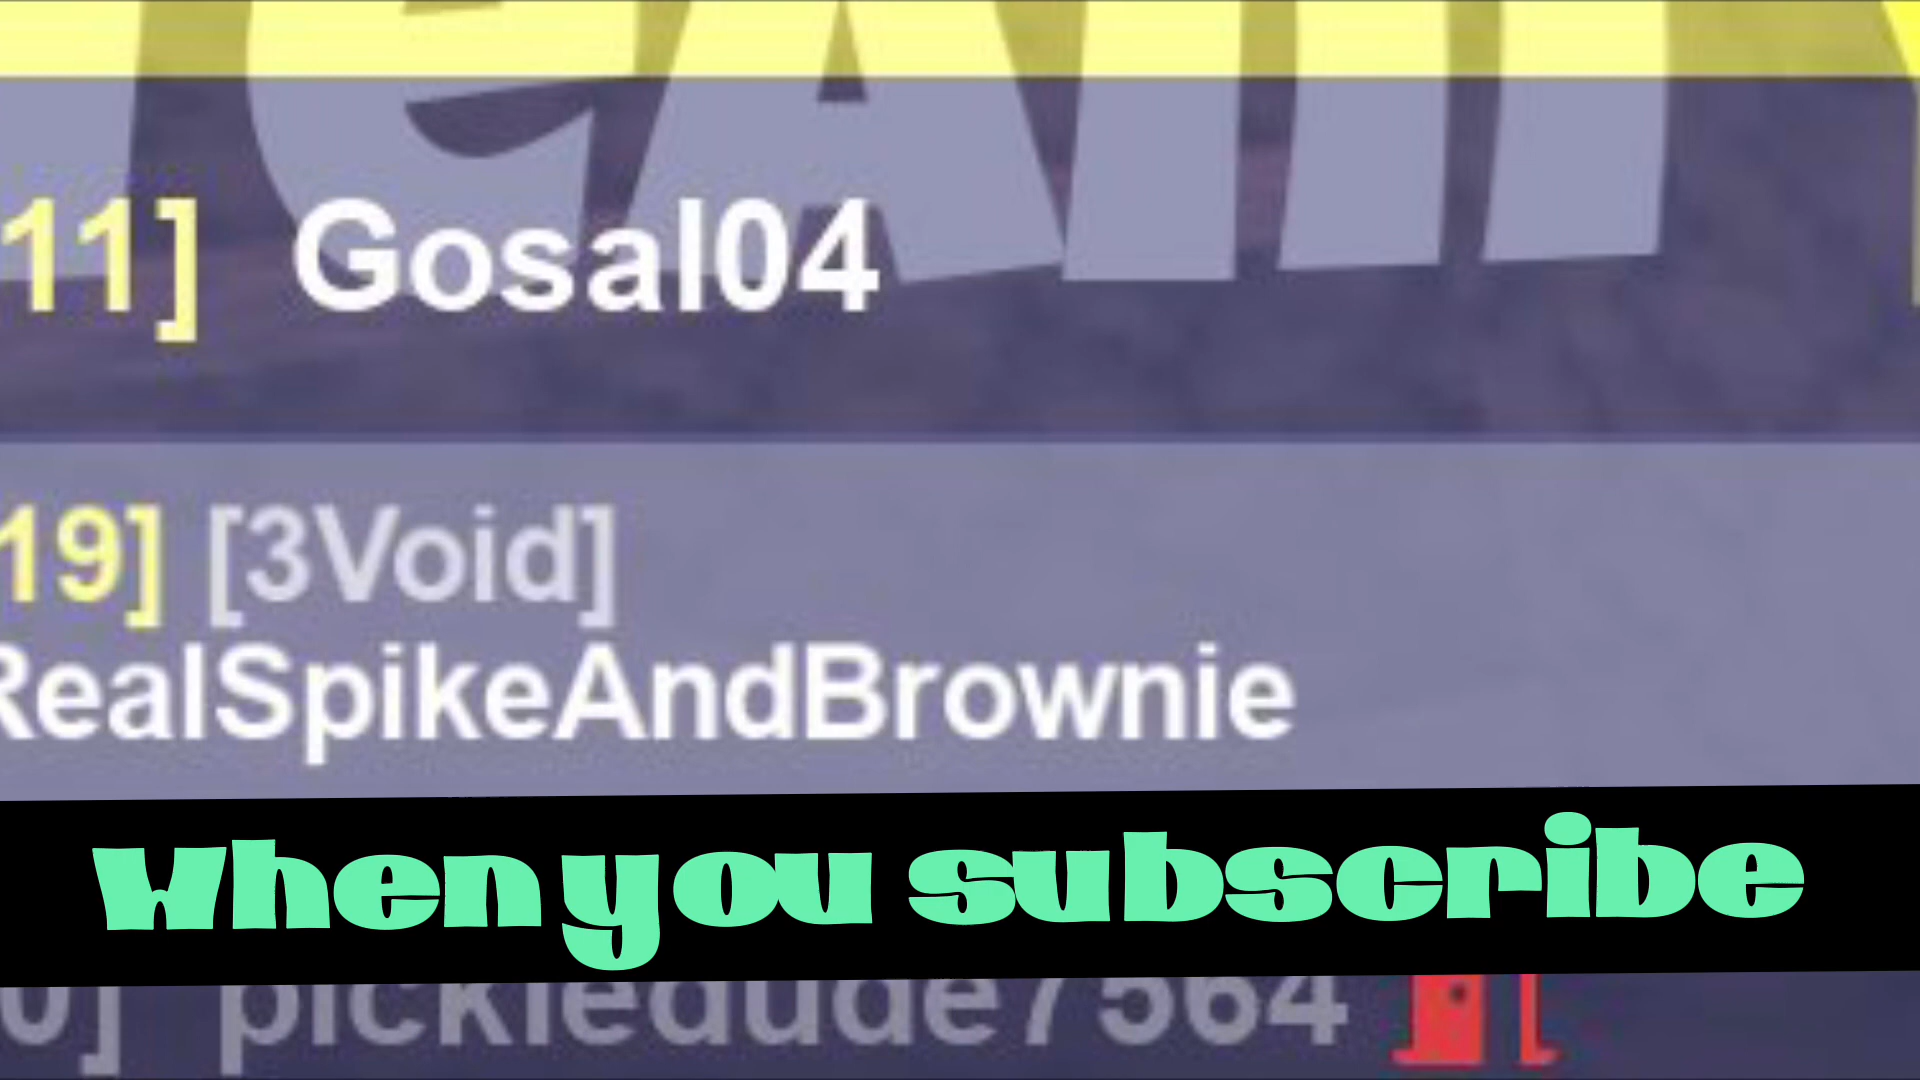 11] Gosal04
19] [3Void]
RealSpikeAndBrownie
When you subscribe
0] pickledude7564